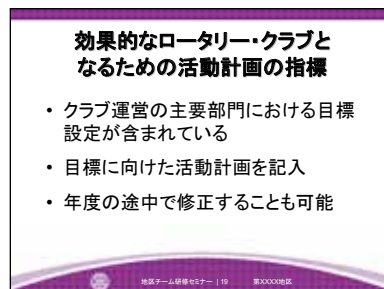 効果的なロータリー・クラブと
なるための活動計画の指標
• クラブ運営の主要部門における目標
設定が含まれている
• 目標に向けた活動計画を記入
• 年度の途中で修正することも可能
地区チーム研修セミナー | 19 第XXXX地区